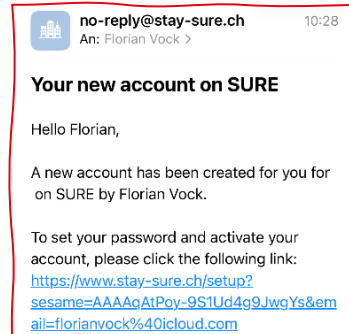 no-reply@stay-sure.ch 10:28
An: Florian Vock >
Your new account on SURE
Hello Florian,
A new account has been created for you for
on SURE by Florian Vock.
To set your password and activate your
account, please click the following link:
https://www.stay-sure.ch/setup?
sesame=AAAAqAtPoy-9S1Ud4g9JwgYs&em
ail=florianvock%40icloud.com